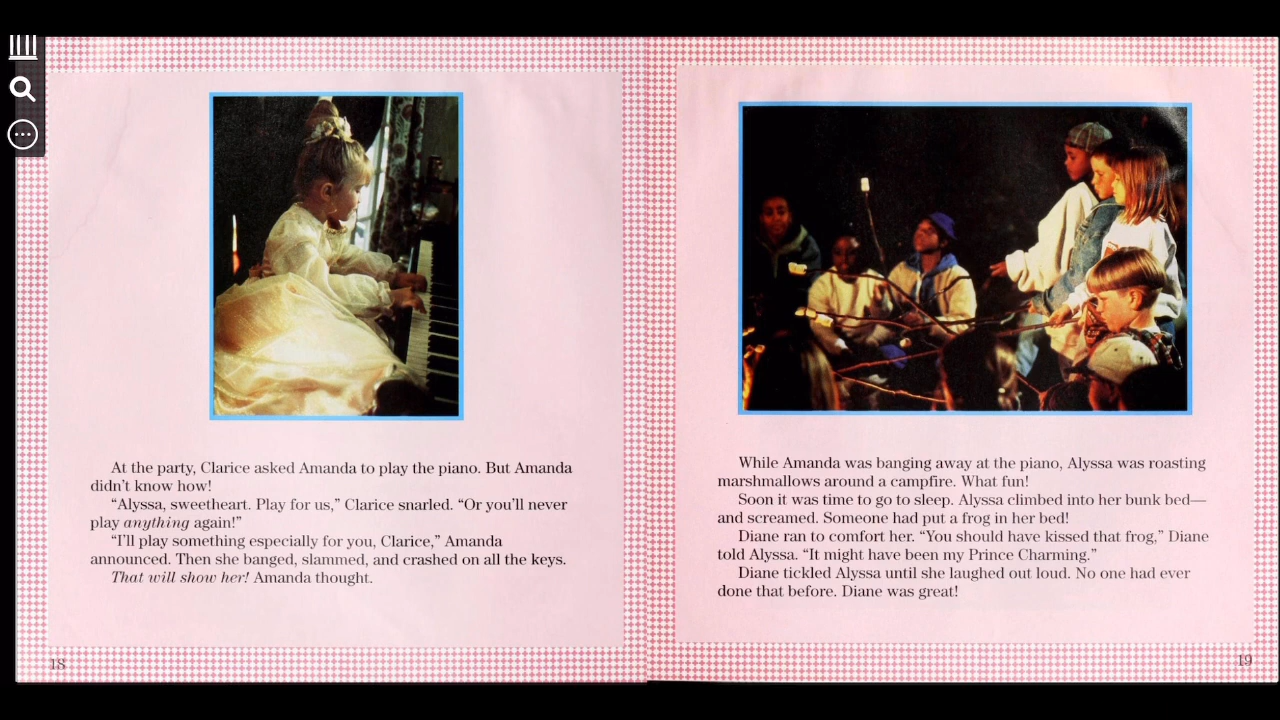 At the party, Clarice asked Amanda to play the piano. But Amanda
didn’t know how!
“Alyssa, sweetheart. Play for us,” Clarice snarled. “Or you’ll never
play anything again!”
“I’ll play something especially for you, Clarice,” Amanda
announced. Then she banged, slammed, and crashed on all the keys.
That will show her! Amanda thought.
18
While Amanda was banging away at the piano, Alyssa was roasting
marshmallows around a campfire. What fun!
Soon it was time to go to sleep. Alyssa climbed into her bunk bed—
and screamed. Someone had put a frog in her bed!
Diane ran to comfort her. “You should have kissed that frog,” Diane
told Alyssa. “It might have been my Prince Charming.”
Diane tickled Alyssa until she laughed out loud. No one had ever
done that before. Diane was great!
19